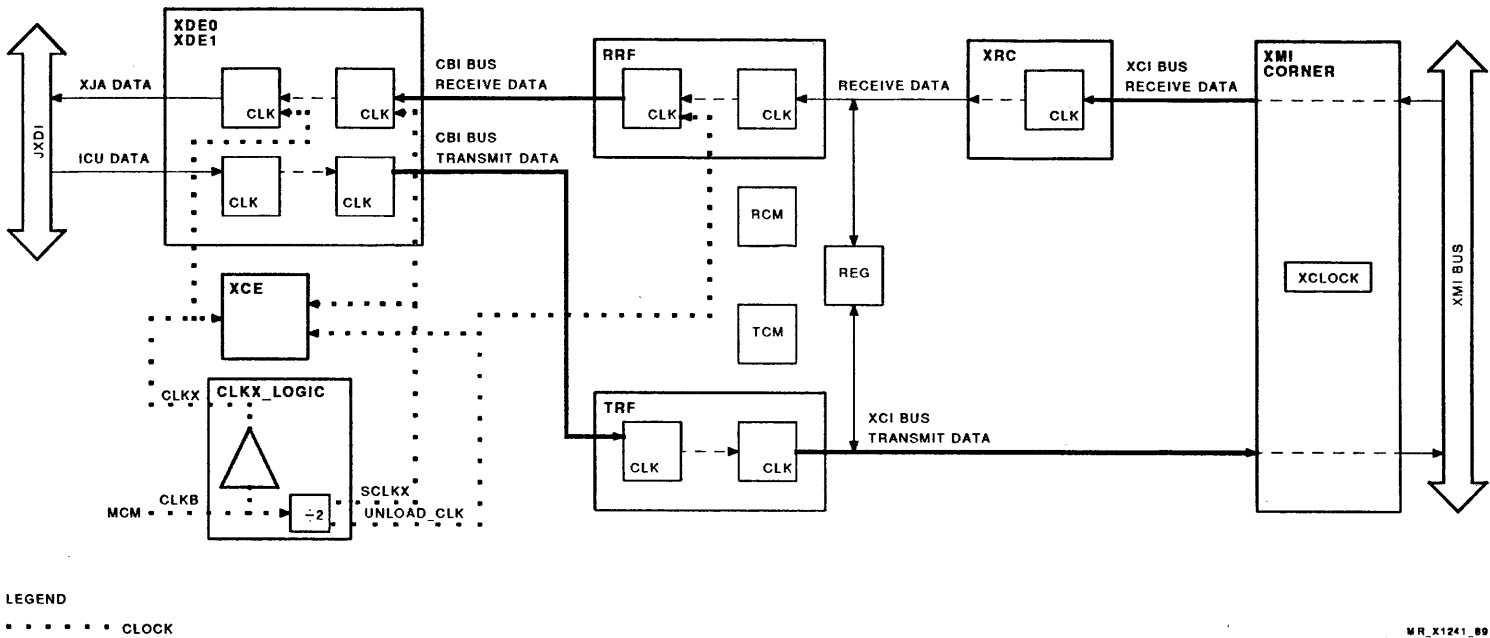 XDE0
XDE1
RRF
XRC
XMI
CORNER
CBI BUS
RECEIVE DATA
XCI BUS
RECEIVE DATA
XJA DATA
RECEIVE DATA
CLK
CLK
CLK
CLK
CLK
JXDI
CBI BUS
TRANSMIT DATA
ICU DATA
CLK
CLK
RCM
REG
XCLOCK
XMI BUS
XCE
TCM
CLKX_LOGIC
CLKX
TRF
XCI BUS
TRANSMIT DATA
CLK
CLK
MCM
CLKB
÷2
SCLKX
UNLOAD_CLK
LEGEND
CLOCK
MR_X1241_89